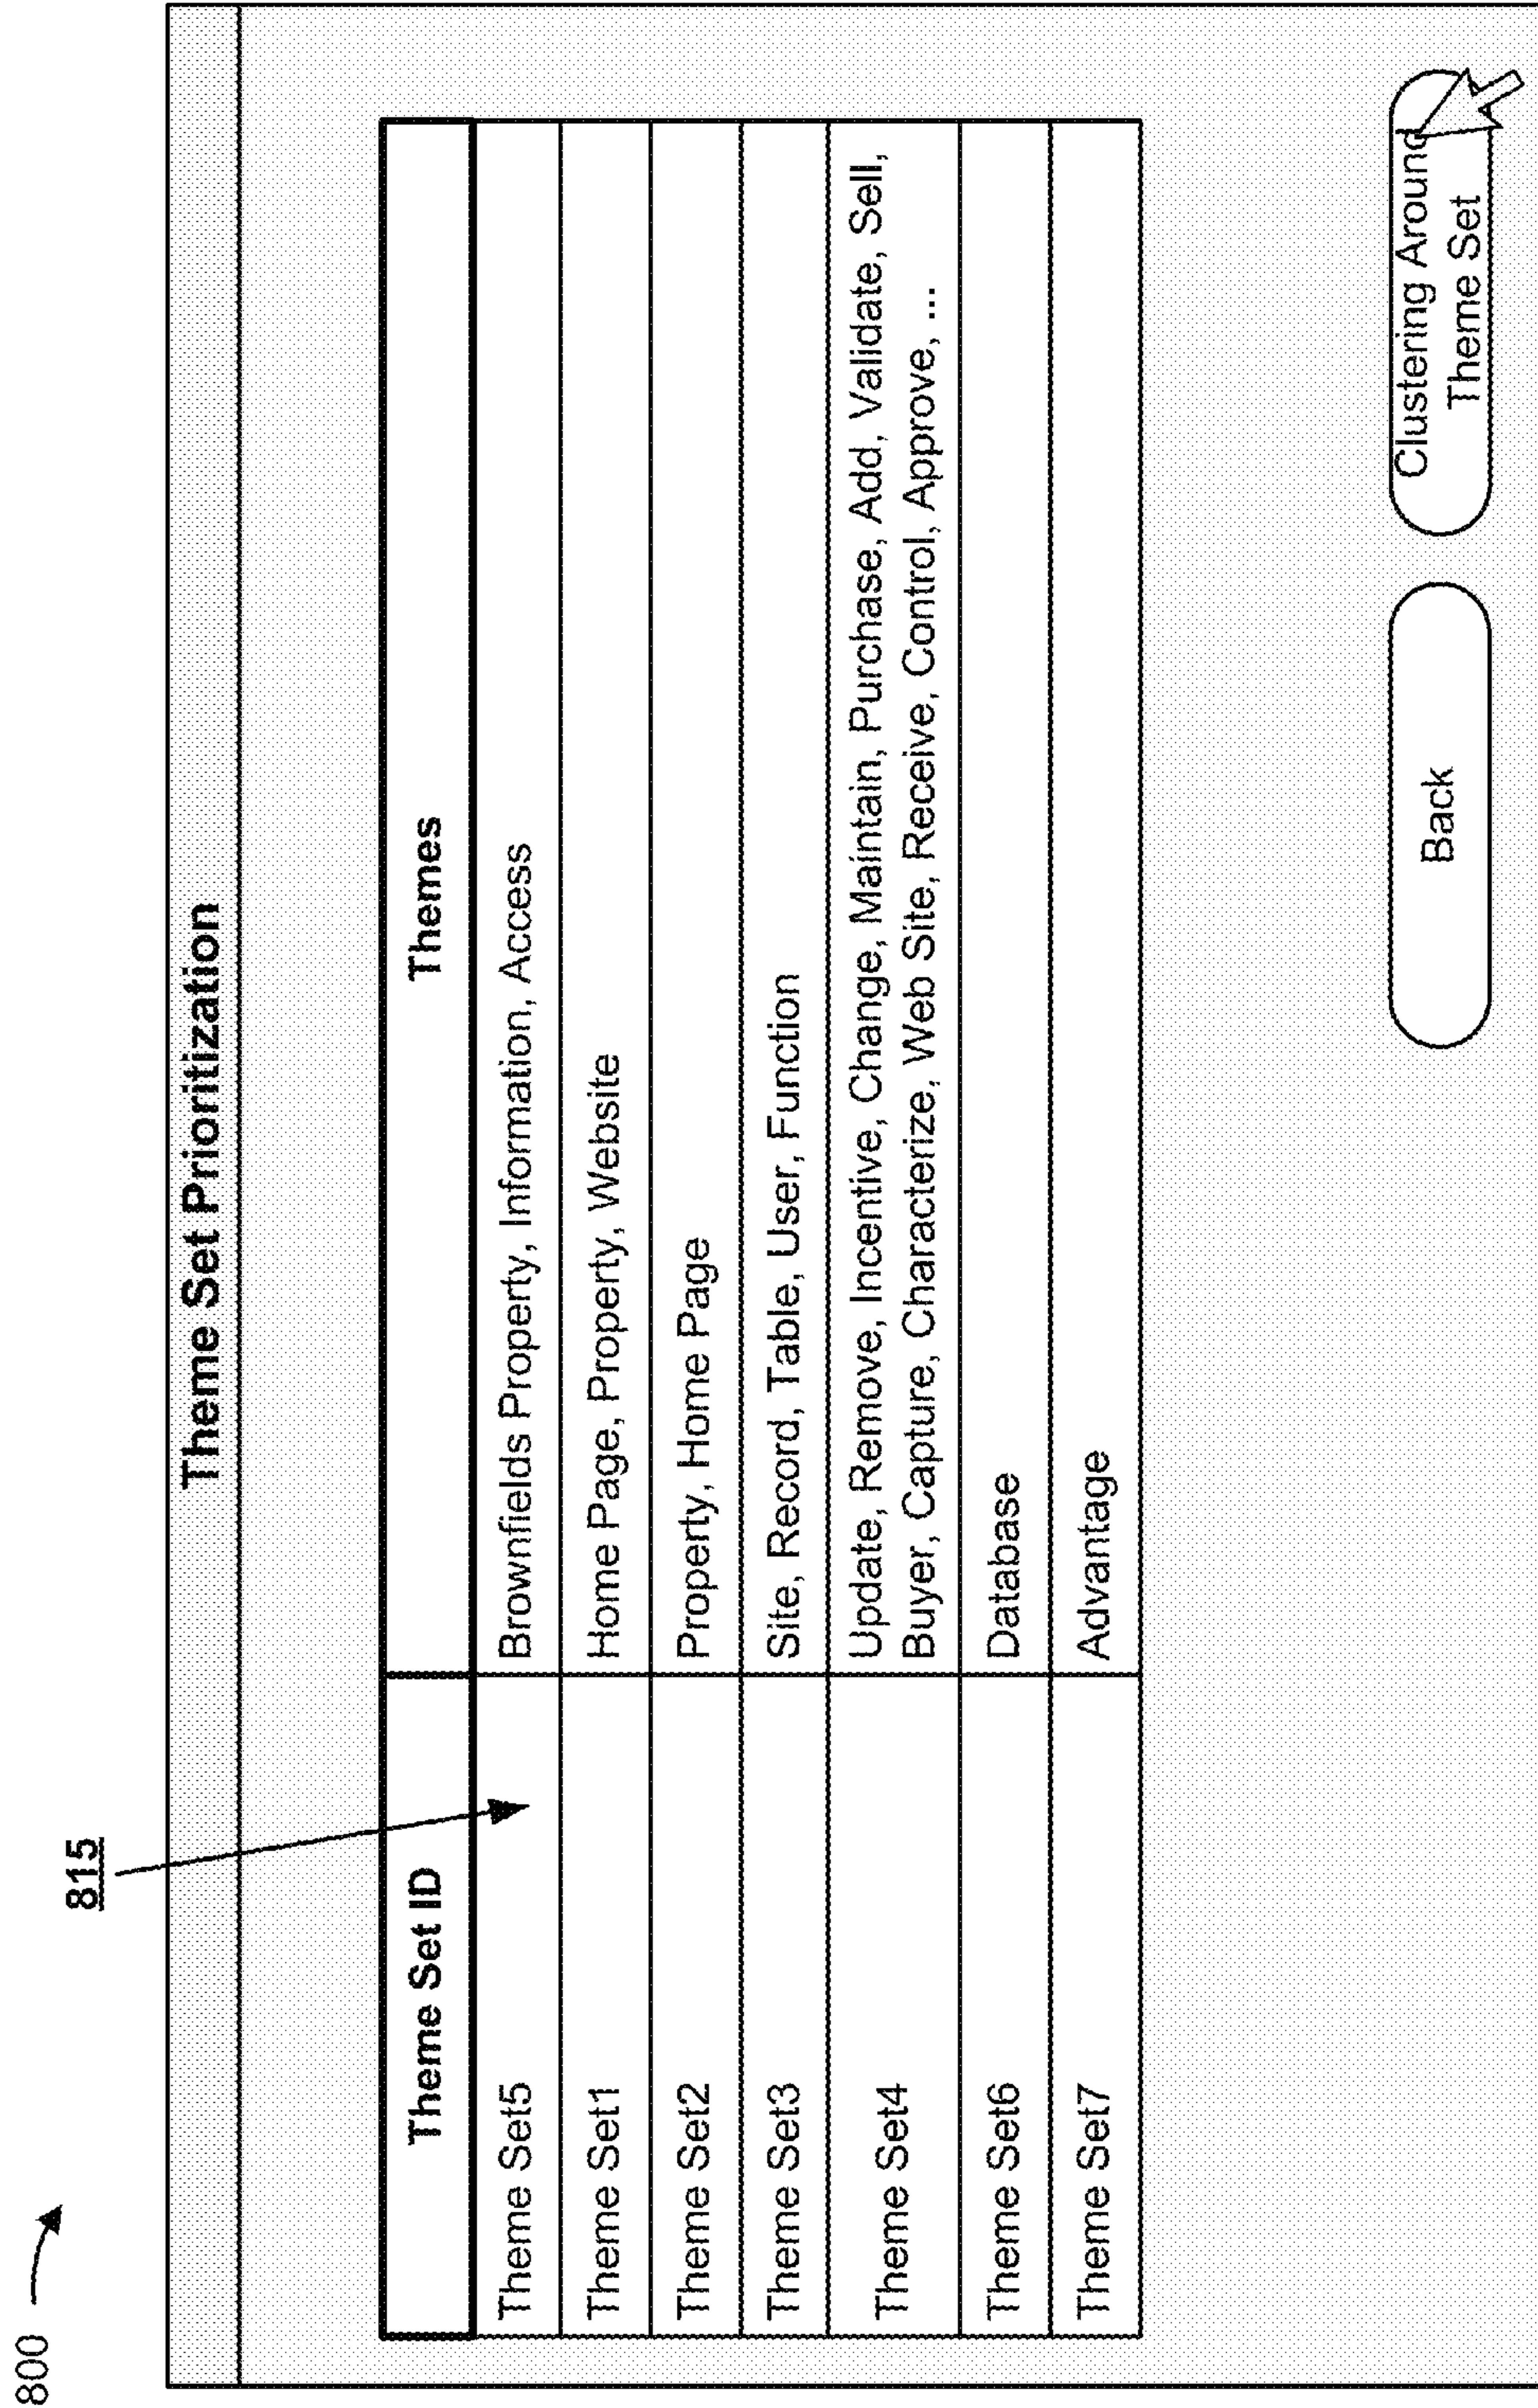 800
815
Theme Set Prioritization
Theme Set ID Themes
Theme Set5 Brownfields Property, Information, Access
Theme Set1 Home Page, Property, Website
Theme Set2 Property, Home Page
Theme Set3 Site, Record, Table, User, Function
Theme Set4 Update, Remove, Incentive, Change, Maintain, Purchase, Add, Validate, Sell,
Buyer, Capture, Characterize, Web Site, Receive, Control, Approve, ...
Theme Set6 Database
Theme Set7 Advantage
Back
Clustering Around
Theme Set